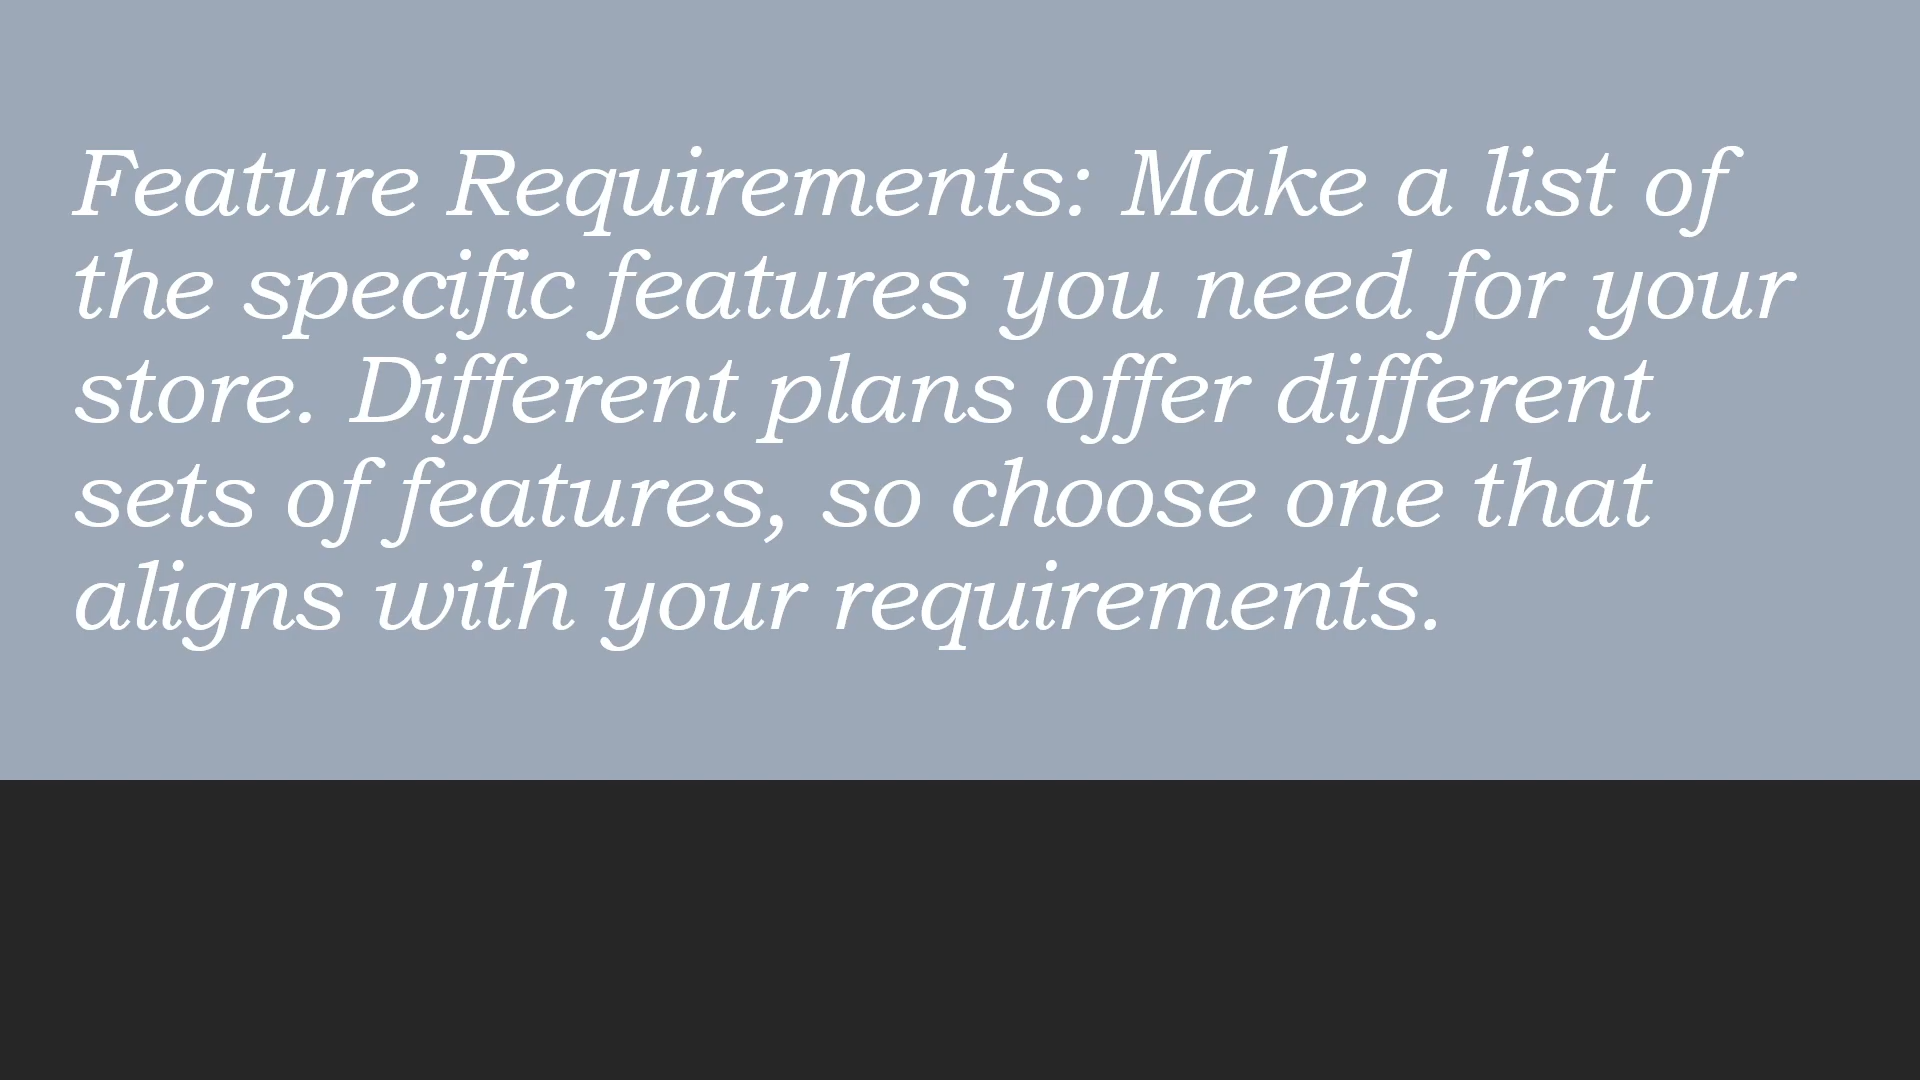 Feature Requirements: Make a list of
the specific features you need for your
store. Different plans offer different
sets of features, so choose one that
aligns with your requirements.